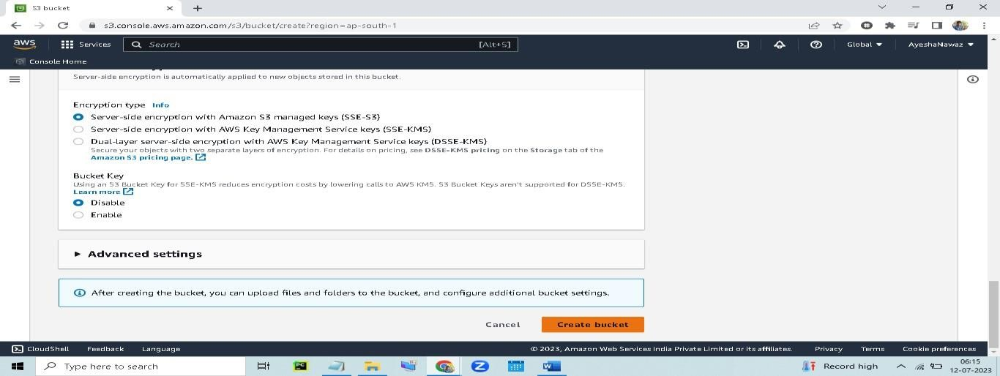 S3 bucket
s3.console.aws.amazon.com/s3/bucket/create?region=ap-south-1
aws
Services
Search
[Alt+S]
Global
AyeshaNawaz
Console Home
Server-side encryption is automatically applied to new objects stored in this bucket.
Encryption type Info
Server-side encryption with Amazon S3 managed keys (SSE-S3)
Server-side encryption with AWS Key Management Service keys (SSE-KMS)
Dual-layer server-side encryption with AWS Key Management Service keys (DSSE-KMS)
Secure your objects with two separate layers of encryption. For details on pricing, see DSSE-KMS pricing on the Storage tab of the
Amazon S3 pricing page.
Bucket Key
Using an S3 Bucket Key for SSE-KMS reduces encryption costs by lowering calls to AWS KMS. S3 Bucket Keys aren't supported for DSSE-KMS.
Learn more
Disable
Enable
Advanced settings
After creating the bucket, you can upload files and folders to the bucket, and configure additional bucket settings.
Cancel
Create bucket
CloudShell
Feedback
Language
© 2023, Amazon Web Services India Private Limited or its affiliates.
Privacy
Terms
Cookie preferences
Type here to search
PC
Z
W
Record high
06:15
12-07-2023